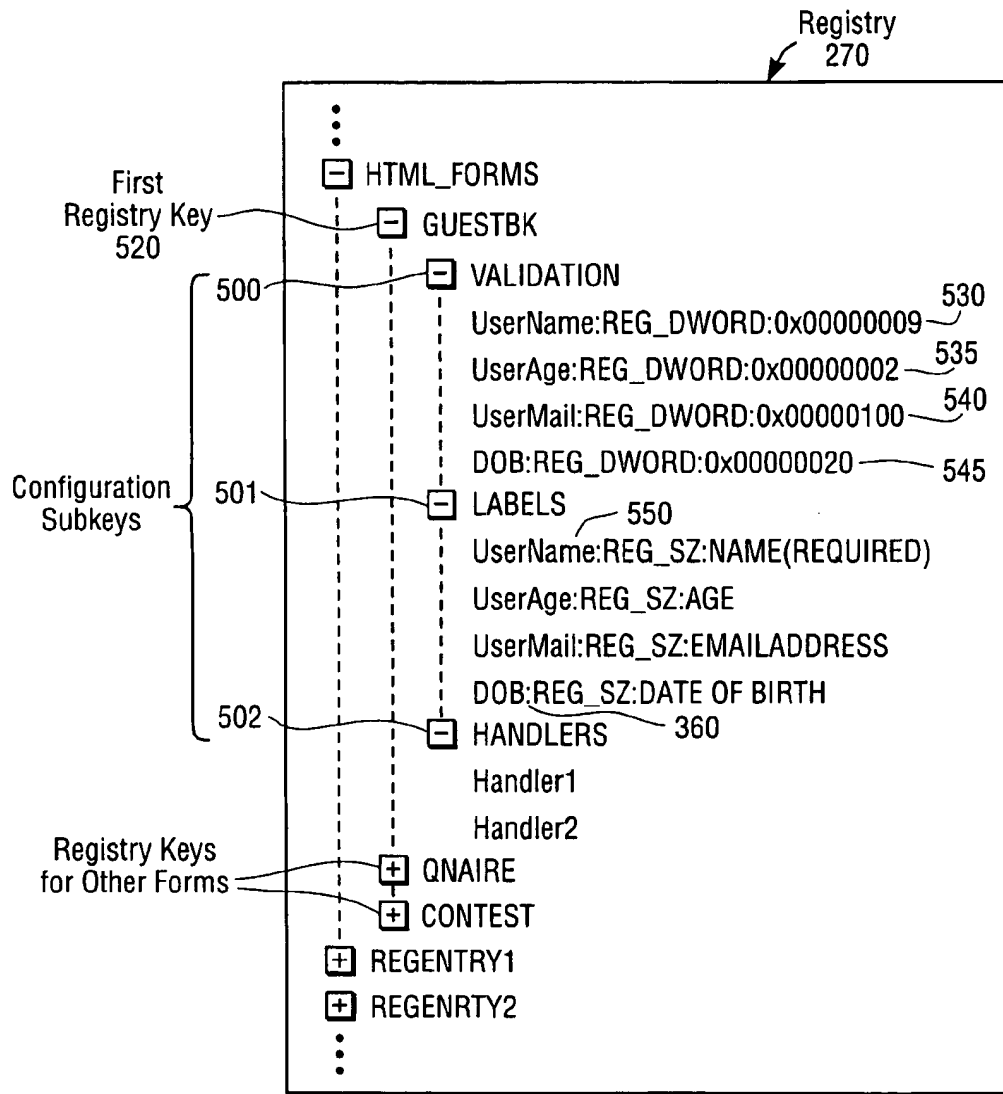 Registry
270
HTML_FORMS
First
Registry Key
520
GUESTBK
500
VALIDATION
UserName:REG_DWORD:0x00000009
530
UserAge:REG_DWORD:0x00000002
535
UserMail:REG_DWORD:0x00000100
540
DOB:REG_DWORD:0x00000020
545
Configuration
Subkeys
501
LABELS
550
UserName:REG_SZ:NAME(REQUIRED)
UserAge:REG_SZ:AGE
UserMail:REG_SZ:EMAILADDRESS
DOB:REG_SZ:DATE OF BIRTH
360
502
HANDLERS
Handler1
Handler2
Registry Keys
for Other Forms
QNAIRE
CONTEST
REGENTRY1
REGENRTY2